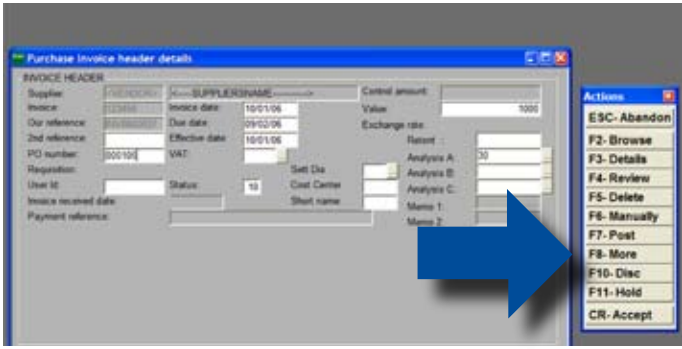 Purchase Invoice header details
INVOICE HEADER
Supplier: <---SUPPLIERSNAME---------> Control amount:
Invoice: Invoice date: 10/01/06 Value 1000
Our reference: Due date: 09/02/06 Exchange rate:
2nd reference: Effective date: 10/01/06 Retent :
PO number: 000100 VAT: Analysis A: 30
Requisition: Sett Dis Analysis B:
User Id: Status: 10 Cost Center Analysis C:
Invoice received date: Short name Memo 1:
Payment reference: Memo 2
Actions
ESC- Abandon
F2- Browse
F3- Details
F4- Review
F5- Delete
F6- Manually
F7- Post
F8- More
F10- Disc
F11- Hold
CR- Accept